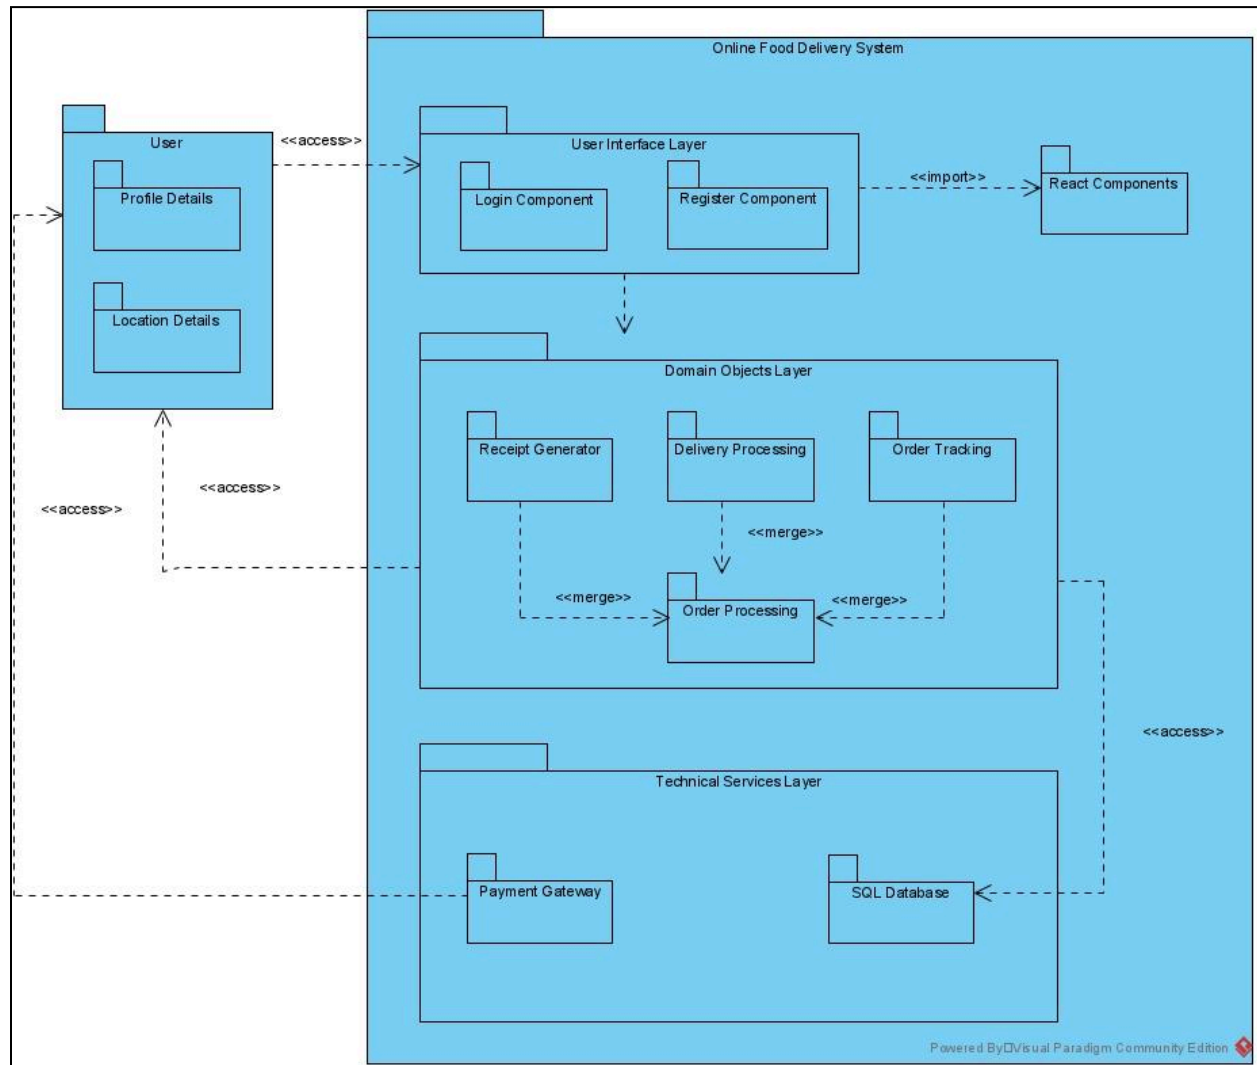 Online Food Delivery System
User
<<access>>
User Interface Layer
Profile Details
Login Component
Register Component
<<import>>
React Components
Location Details
Domain Objects Layer
Receipt Generator
Delivery Processing
Order Tracking
<<access>>
<<access>>
<<merge>>
<<merge>>
Order Processing
<<merge>>
<<access>>
Technical Services Layer
Payment Gateway
SQL Database
Powered By□Visual Paradigm Community Edition